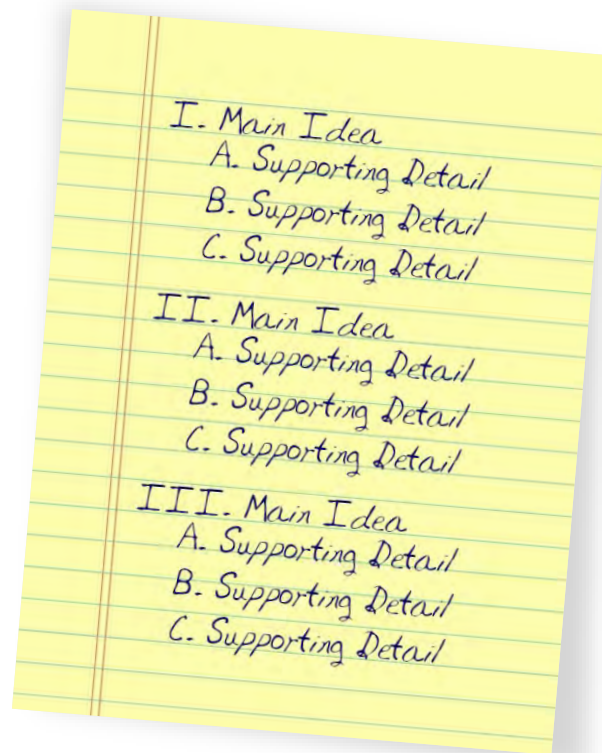 I. Main Idea
A. Supporting Detail
B. Supporting Detail
C. Supporting Detail
II. Main Idea
A. Supporting Detail
B. Supporting Detail
C. Supporting Detail
III. Main Idea
A. Supporting Detail
B. Supporting Detail
C. Supporting Detail